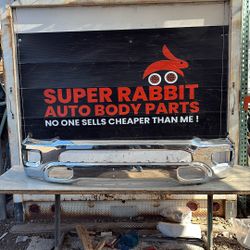 SUPER RABBIT
AUTO BODY PARTS
NO ONE SELLS CHEAPER THAN ME !